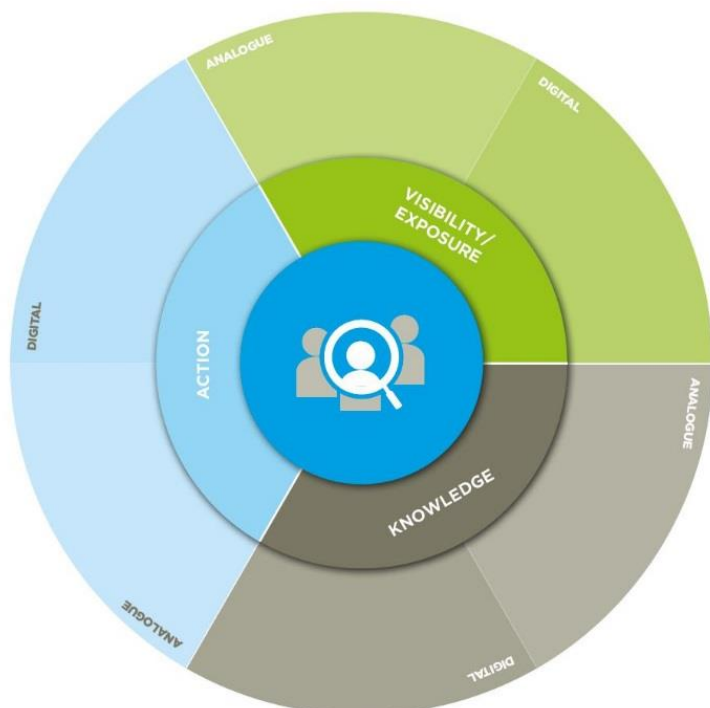 ANALOGUE
DIGITAL
VISIBILITY/
EXPOSURE
DIGITAL
ACTION
ANALOGUE
KNOWLEDGE
ANALOGUE
DIGITAL